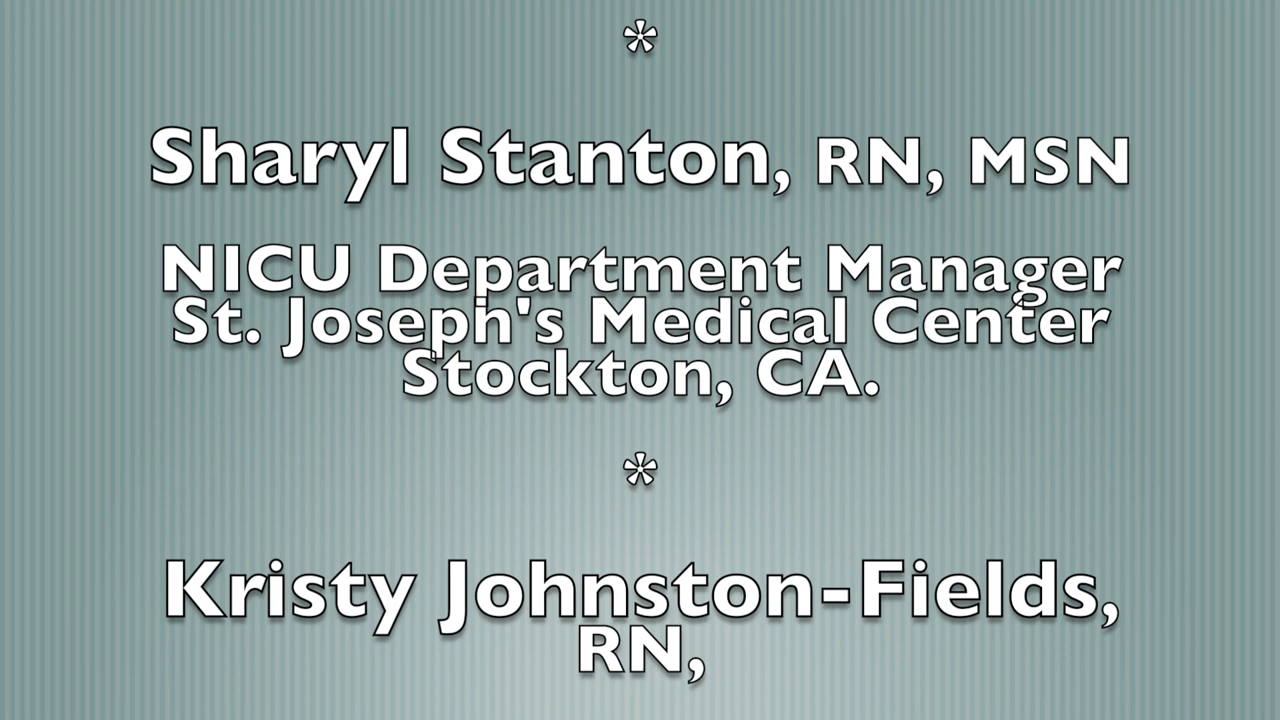 *
Sharyl Stanton, RN, MSN
NICU Department Manager
St. Joseph's Medical Center
Stockton, CA.
*
Kristy Johnston-Fields,
RN,